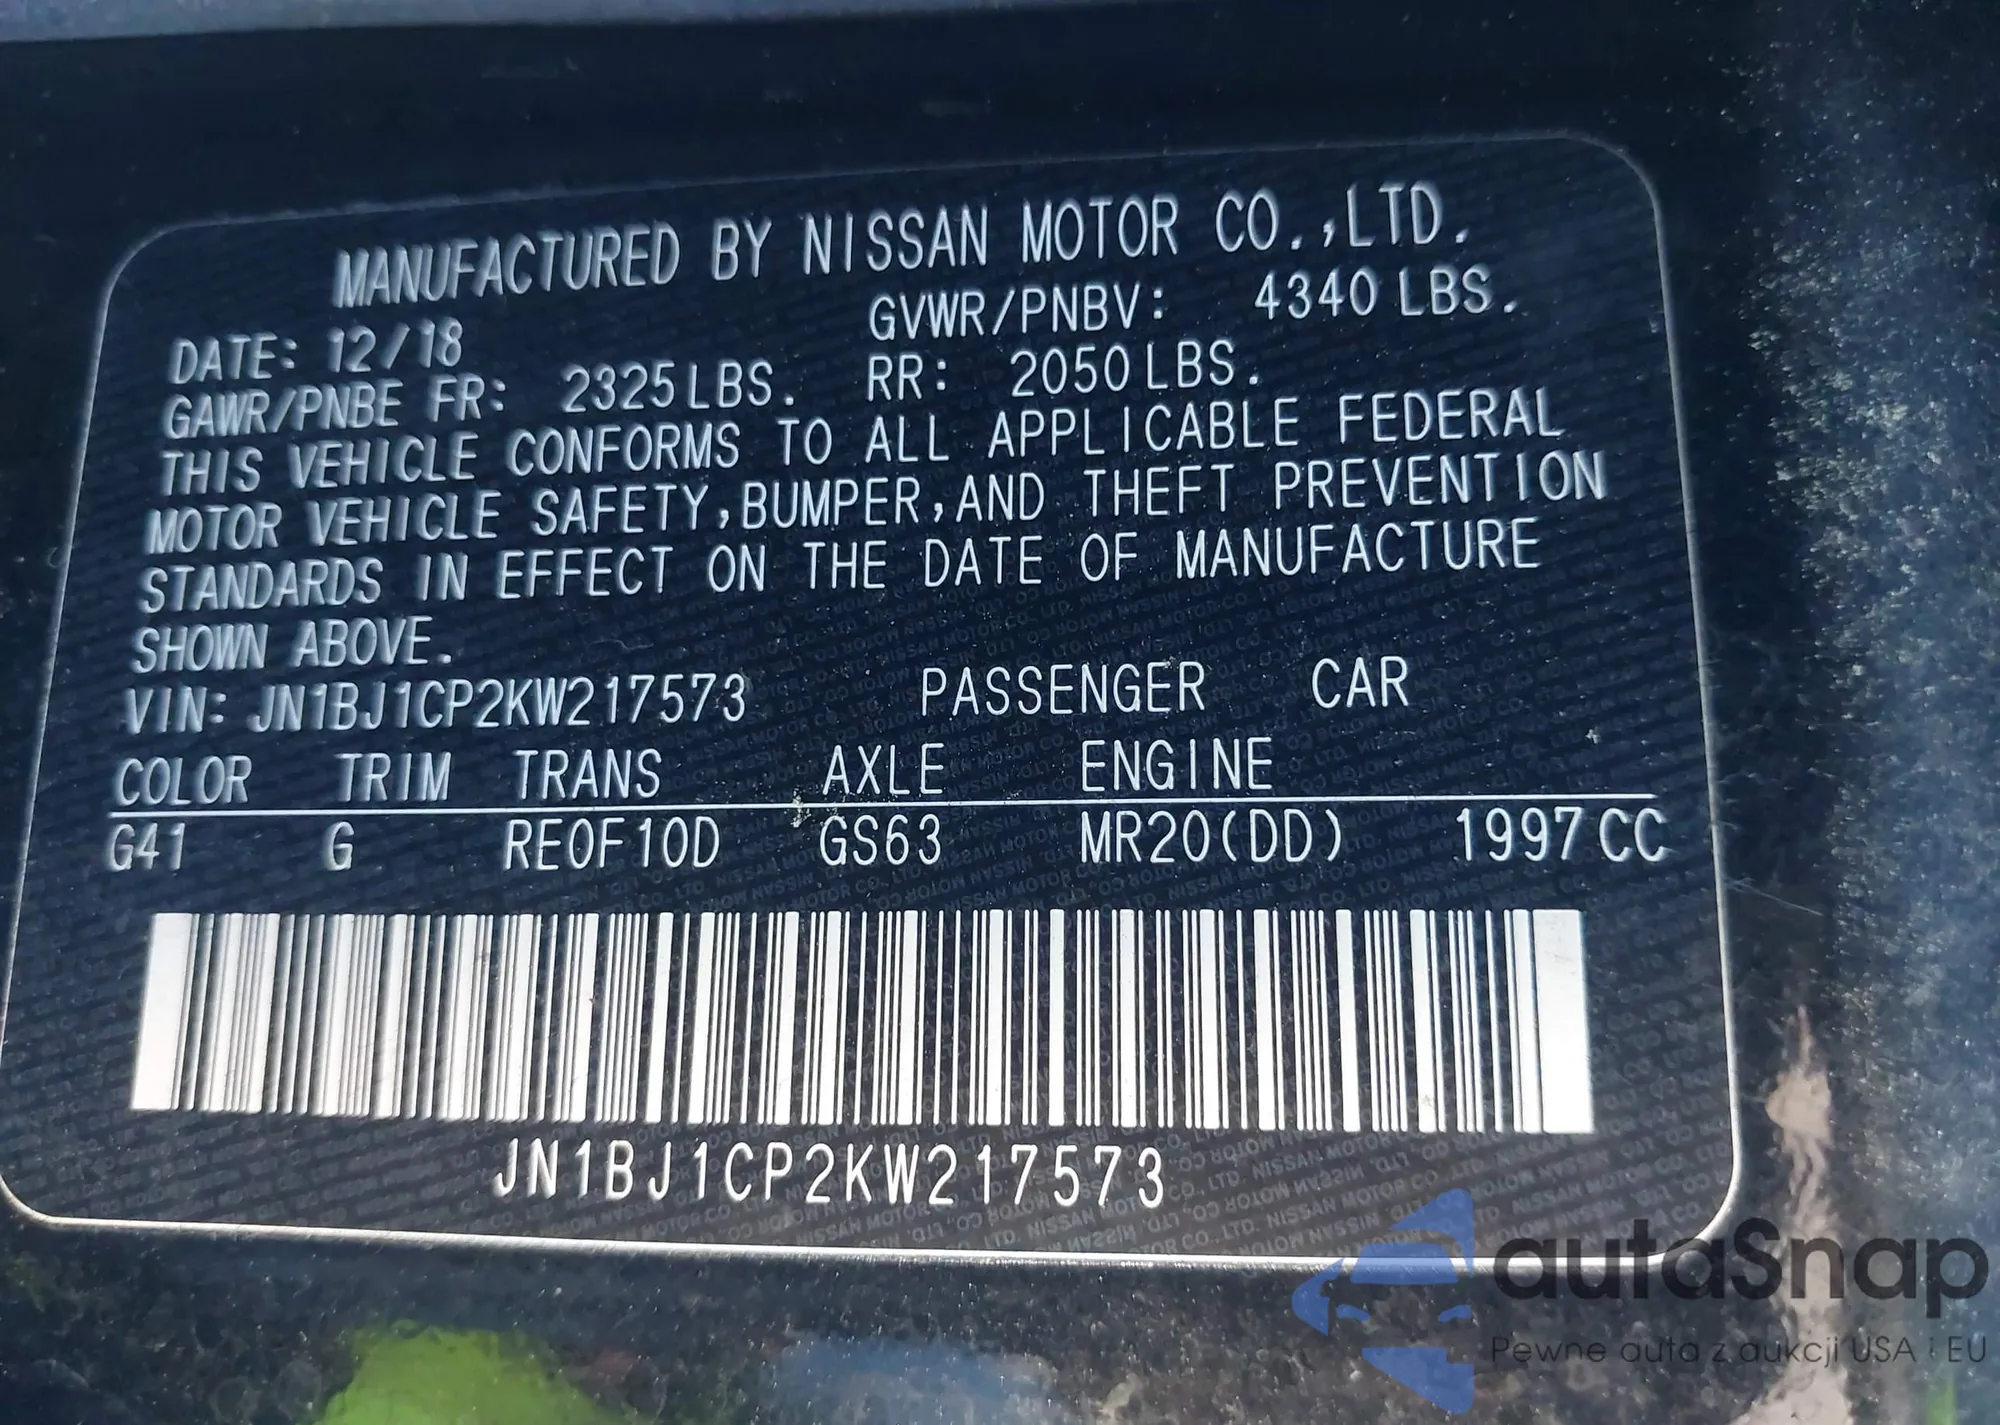 MANUFACTURED BY NISSAN MOTOR CO.,LTD.
DATE: 12/18 GVWR/PNBV: 4340 LBS.
GAWR/PNBE FR: 2325 LBS. RR: 2050 LBS.
THIS VEHICLE CONFORMS TO ALL APPLICABLE FEDERAL
MOTOR VEHICLE SAFETY,BUMPER,AND THEFT PREVENTION
STANDARDS IN EFFECT ON THE DATE OF MANUFACTURE
SHOWN ABOVE.
VIN: JN1BJ1CP2KW217573 PASSENGER CAR
COLOR TRIM TRANS AXLE ENGINE
G41 G RE0F10D GS63 MR20(DD) 1997 CC
JN1BJ1CP2KW217573
autaSnap
Pewne auta z aukcji USA i EU